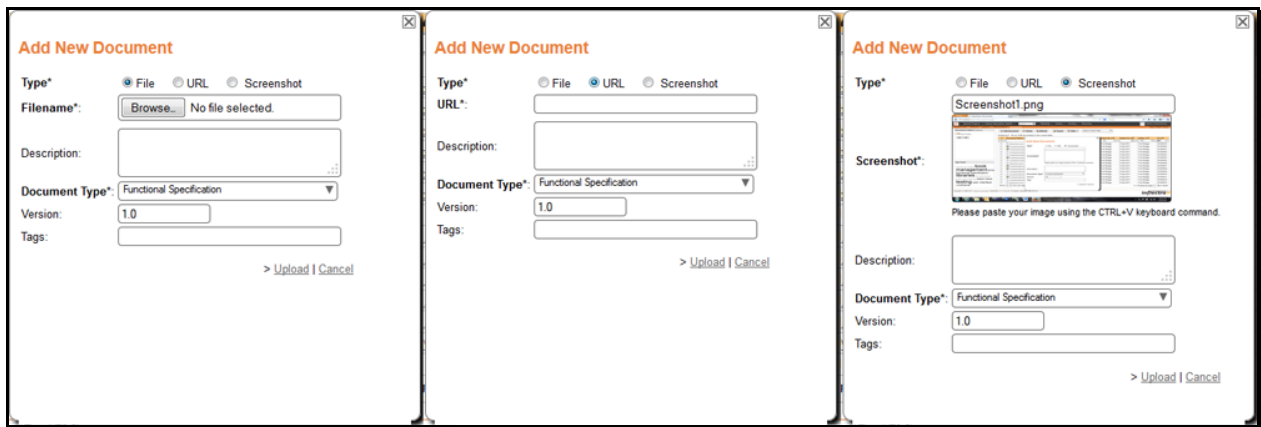 Add New Document
Type* File URL Screenshot
Filename*: Browse... No file selected.
Description:
Document Type*: Functional Specification
Version: 1.0
Tags:
> Upload | Cancel
Add New Document
Type* File URL Screenshot
URL*:
Description:
Document Type*: Functional Specification
Version: 1.0
Tags:
> Upload | Cancel
Add New Document
Type* File URL Screenshot
Screenshot1.png
Screenshot*:
inflectra
Please paste your image using the CTRL+V keyboard command.
Description:
Document Type*: Functional Specification
Version: 1.0
Tags:
> Upload | Cancel